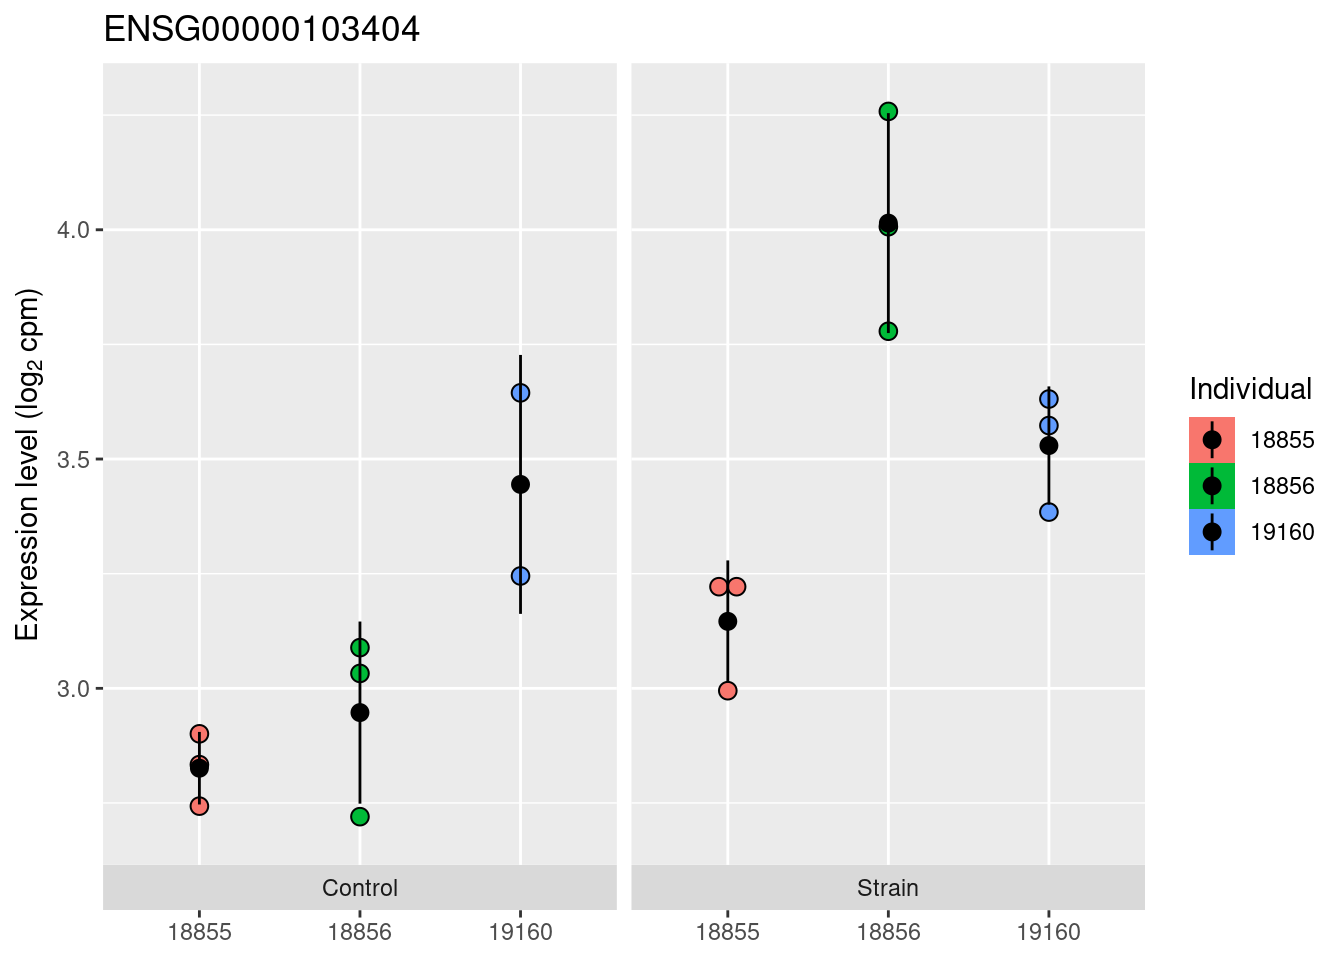 ENSG00000103404
Expression level (log₂ cpm)
4.0
3.5
3.0
Control
Strain
18855
18856
19160
18855
18856
19160
Individual
18855
18856
19160